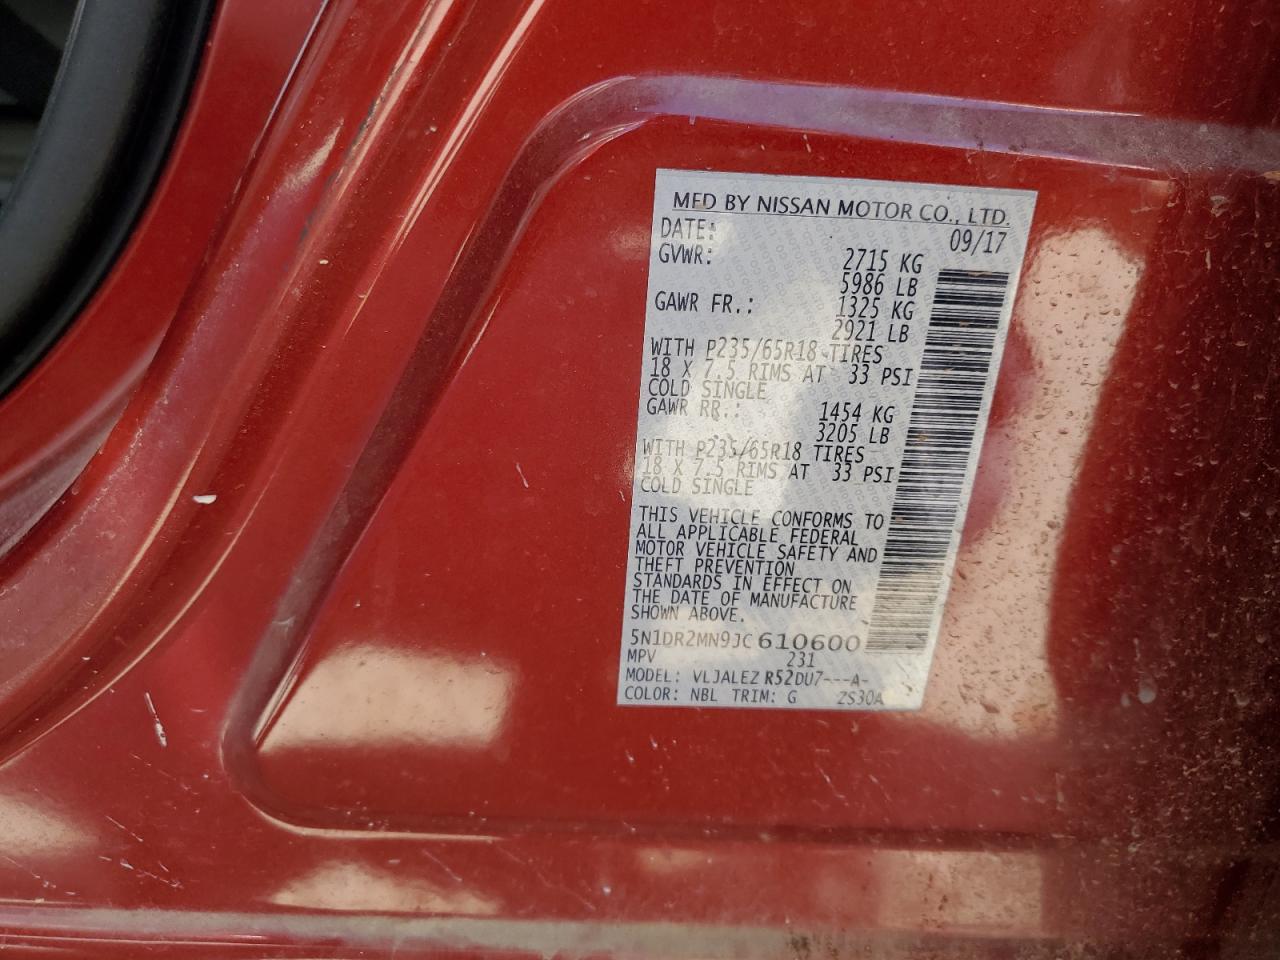 MFD BY NISSAN MOTOR CO., LTD.
DATE: 09/17
GVWR: 2715 KG
5986 LB
GAWR FR.: 1325 KG
2921 LB
WITH P235/65R18 TIRES
18 X 7.5 RIMS AT 33 PSI
COLD SINGLE
GAWR RR.: 1454 KG
3205 LB
WITH P235/65R18 TIRES
18 X 7.5 RIMS AT 33 PSI
COLD SINGLE
THIS VEHICLE CONFORMS TO
ALL APPLICABLE FEDERAL
MOTOR VEHICLE SAFETY AND
THEFT PREVENTION
STANDARDS IN EFFECT ON
THE DATE OF MANUFACTURE
SHOWN ABOVE.
5N1DR2MN9JC610600
MPV 231
MODEL: VLJALEZ R52DU7---A-
COLOR: NBL TRIM: G ZS30A